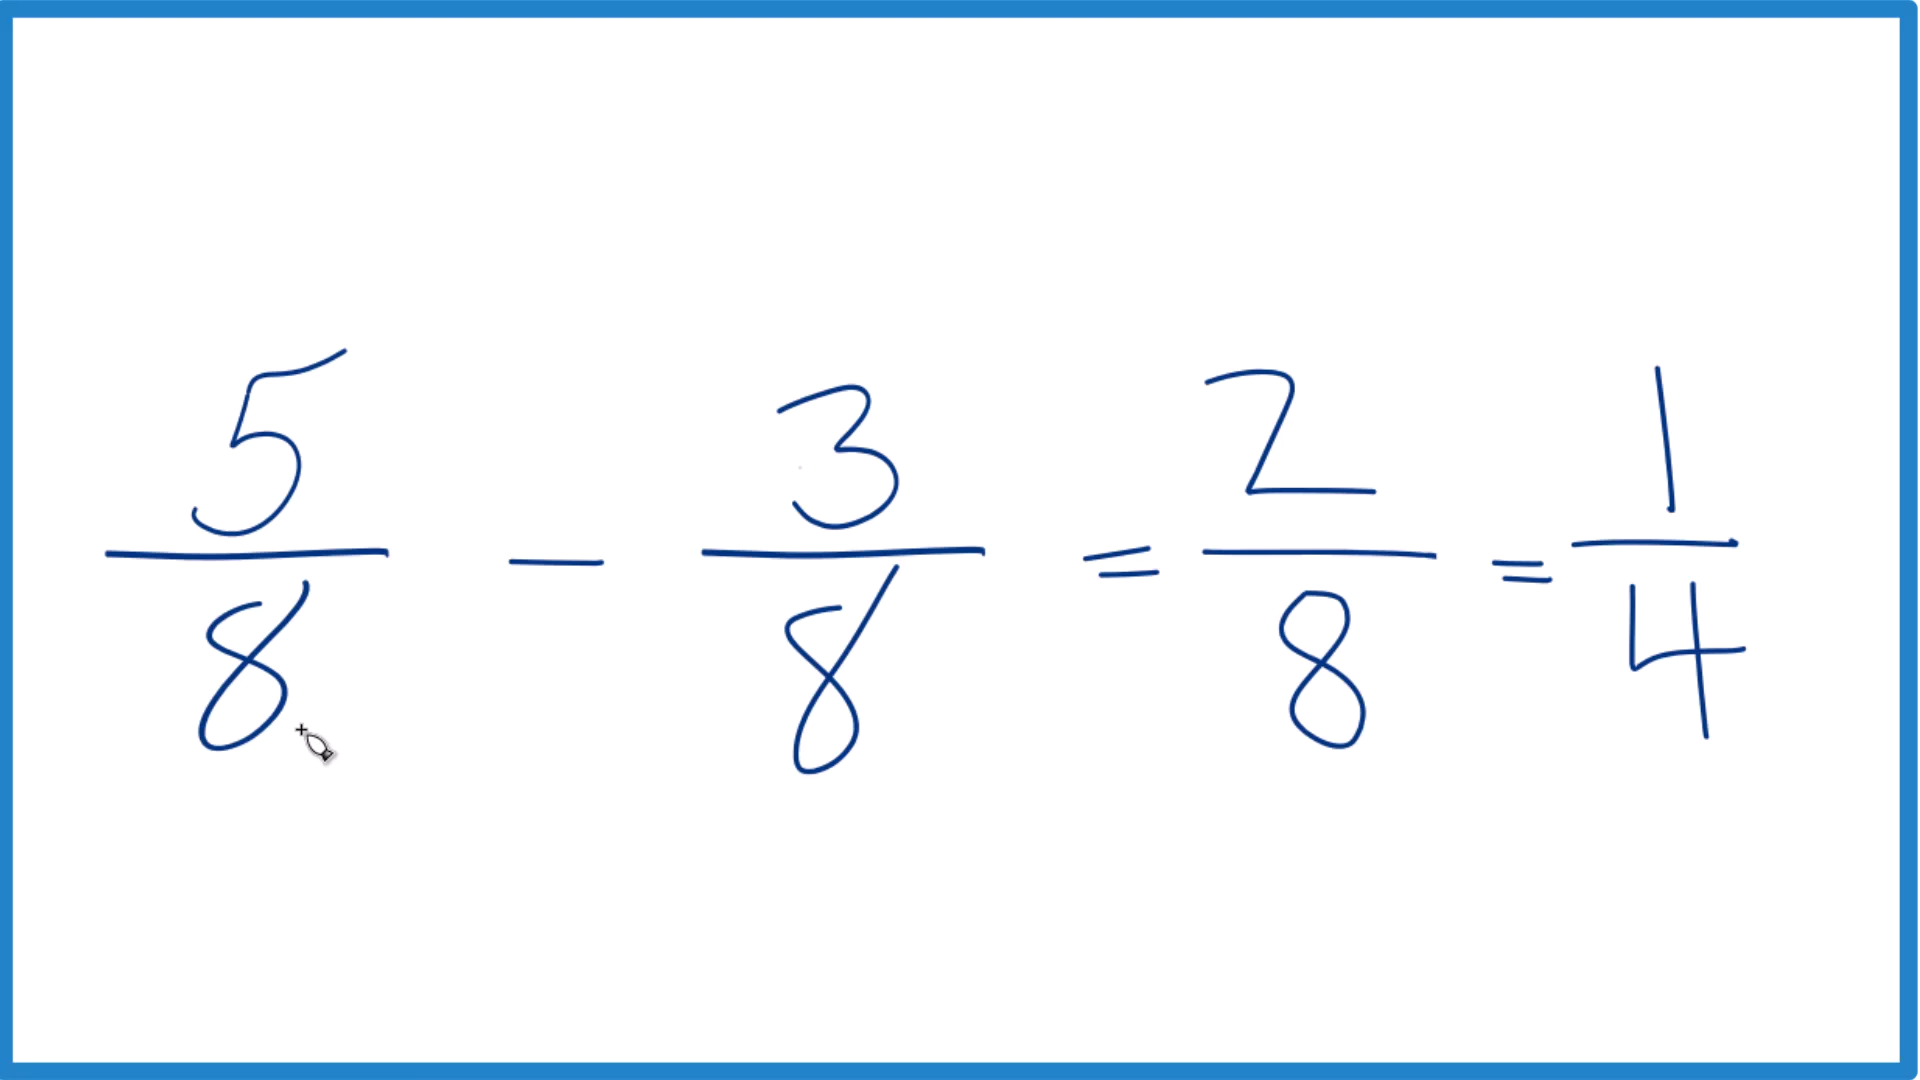 5/8 - 3/8 = 2/8 = 1/4